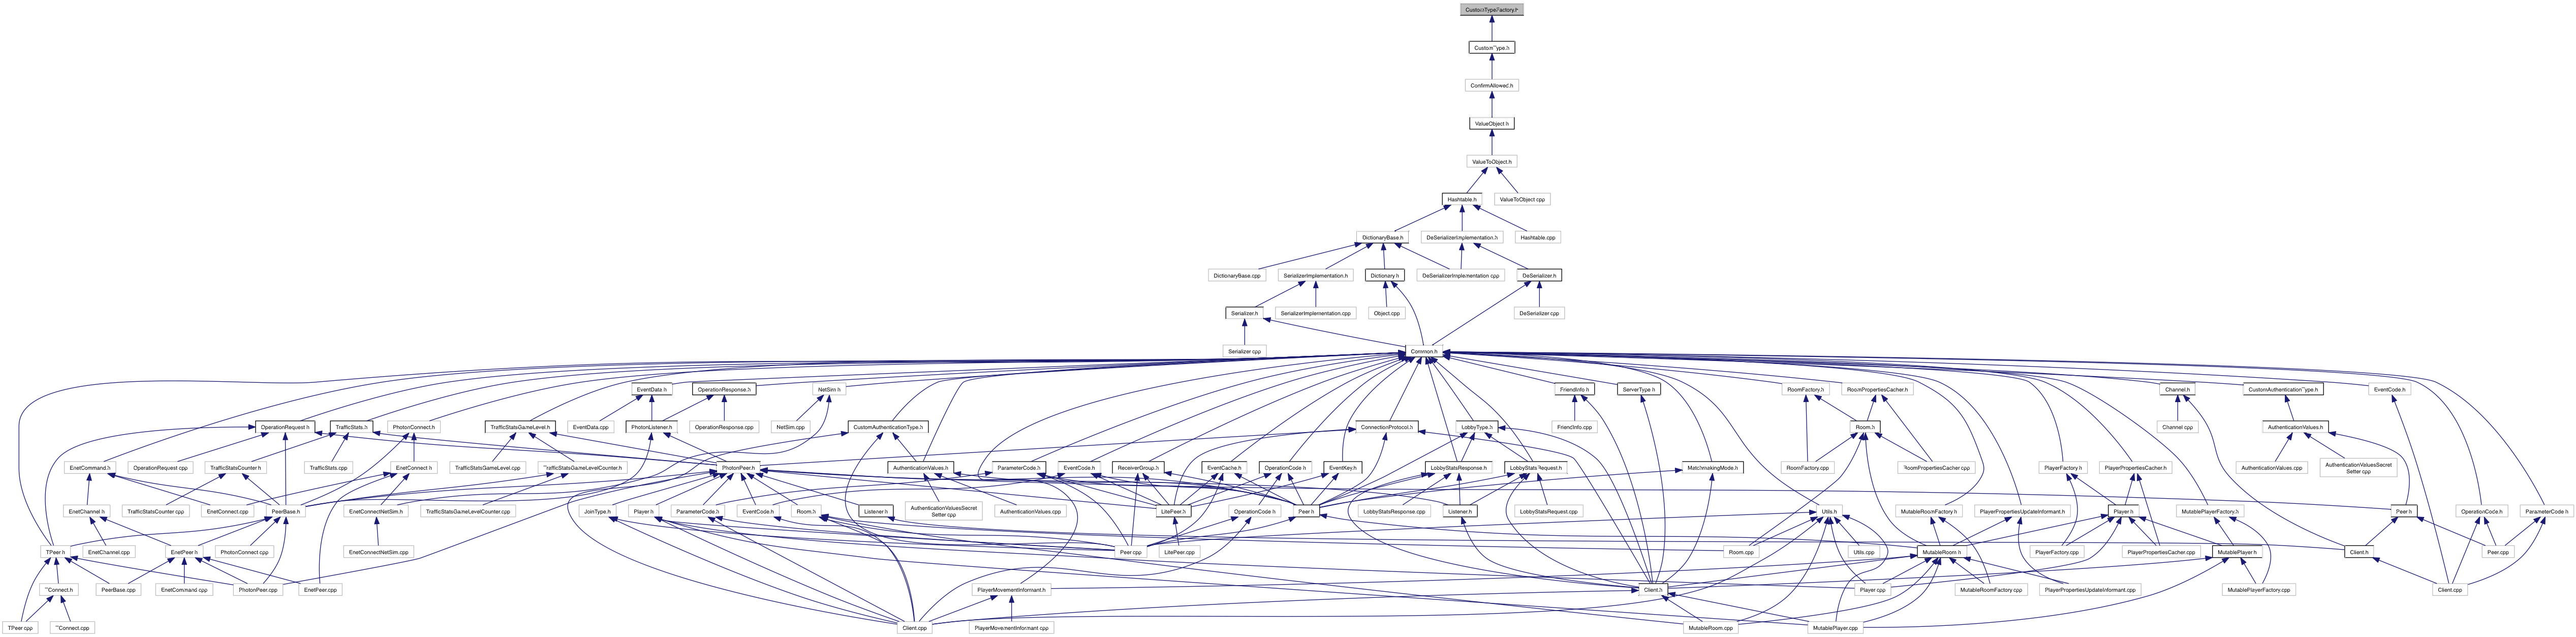 CustomTypeFactory.h
CustomType.h
ConfirmAllowed.h
ValueObject.h
ValueToObject.h
Hashtable.h
ValueToObject.cpp
DictionaryBase.h
DeSerializerImplementation.h
Hashtable.cpp
DictionaryBase.cpp
SerializerImplementation.h
Dictionary.h
DeSerializerImplementation.cpp
DeSerializer.h
Serializer.h
SerializerImplementation.cpp
Object.cpp
DeSerializer.cpp
Serializer.cpp
Common.h
EventData.h
OperationResponse.h
NetSim.h
FriendInfo.h
ServerType.h
RoomFactory.h
RoomPropertiesCacher.h
Channel.h
CustomAuthenticationType.h
EventCode.h
OperationRequest.h
TrafficStats.h
PhotonConnect.h
TrafficStatsGameLevel.h
EventData.cpp
PhotonListener.h
OperationResponse.cpp
NetSim.cpp
CustomAuthenticationType.h
ConnectionProtocol.h
LobbyType.h
FriendInfo.cpp
Room.h
Channel.cpp
AuthenticationValues.h
EnetCommand.h
OperationRequest.cpp
TrafficStatsCounter.h
TrafficStats.cpp
EnetConnect.h
TrafficStatsGameLevel.cpp
TrafficStatsGameLevelCounter.h
PhotonPeer.h
AuthenticationValues.h
ParameterCode.h
EventCode.h
ReceiverGroup.h
EventCache.h
OperationCode.h
EventKey.h
LobbyStatsResponse.h
LobbyStatsRequest.h
MatchmakingMode.h
RoomFactory.cpp
RoomPropertiesCacher.cpp
PlayerFactory.h
PlayerPropertiesCacher.h
AuthenticationValues.cpp
AuthenticationValuesSecret
Setter.cpp
EnetChannel.h
TrafficStatsCounter.cpp
EnetConnect.cpp
PeerBase.h
EnetConnectNetSim.h
TrafficStatsGameLevelCounter.cpp
JoinType.h
Player.h
ParameterCode.h
EventCode.h
Room.h
Listener.h
AuthenticationValuesSecret
Setter.cpp
AuthenticationValues.cpp
LitePeer.h
OperationCode.h
Peer.h
LobbyStatsResponse.cpp
Listener.h
LobbyStatsRequest.cpp
Utils.h
MutableRoomFactory.h
PlayerPropertiesUpdateInformant.h
Player.h
MutablePlayerFactory.h
Peer.h
OperationCode.h
ParameterCode.h
TPeer.h
EnetChannel.cpp
EnetPeer.h
PhotonConnect.cpp
EnetConnectNetSim.cpp
Peer.cpp
LitePeer.cpp
Room.cpp
Utils.cpp
MutableRoom.h
PlayerFactory.cpp
PlayerPropertiesCacher.cpp
MutablePlayer.h
Client.h
Peer.cpp
TConnect.h
PeerBase.cpp
EnetCommand.cpp
PhotonPeer.cpp
EnetPeer.cpp
PlayerMovementInformant.h
Client.h
Player.cpp
MutableRoomFactory.cpp
PlayerPropertiesUpdateInformant.cpp
MutablePlayerFactory.cpp
Client.cpp
TPeer.cpp
TConnect.cpp
Client.cpp
PlayerMovementInformant.cpp
MutableRoom.cpp
MutablePlayer.cpp